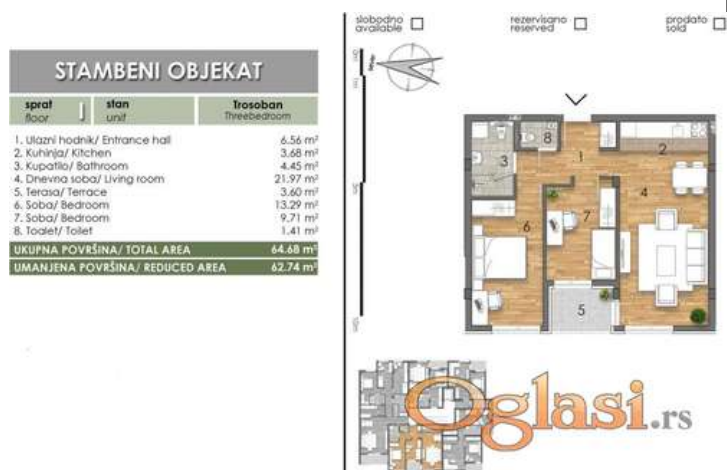 slobodno
available
rezervisano
reserved
prodato
sold
STAMBENI OBJEKAT
sprat
floor
I
stan
unit
Trosoban
Threebedroom
1. Ulazni hodnik/ Entrance hall 6.56 m²
2. Kuhinja/ Kitchen 3.68 m²
3. Kupatilo/ Bathroom 4.45 m²
4. Dnevna soba/ Living room 21.97 m²
5. Terasa/ Terrace 3.60 m²
6. Soba/ Bedroom 13.29 m²
7. Soba/ Bedroom 9.71 m²
8. Toalet/ Toilet 1.41 m²
UKUPNA POVRŠINA/ TOTAL AREA 64.68 m²
UMANJENA POVRŠINA/ REDUCED AREA 62.74 m²
8
1
2
3
4
6
7
5
Oglasi.rs